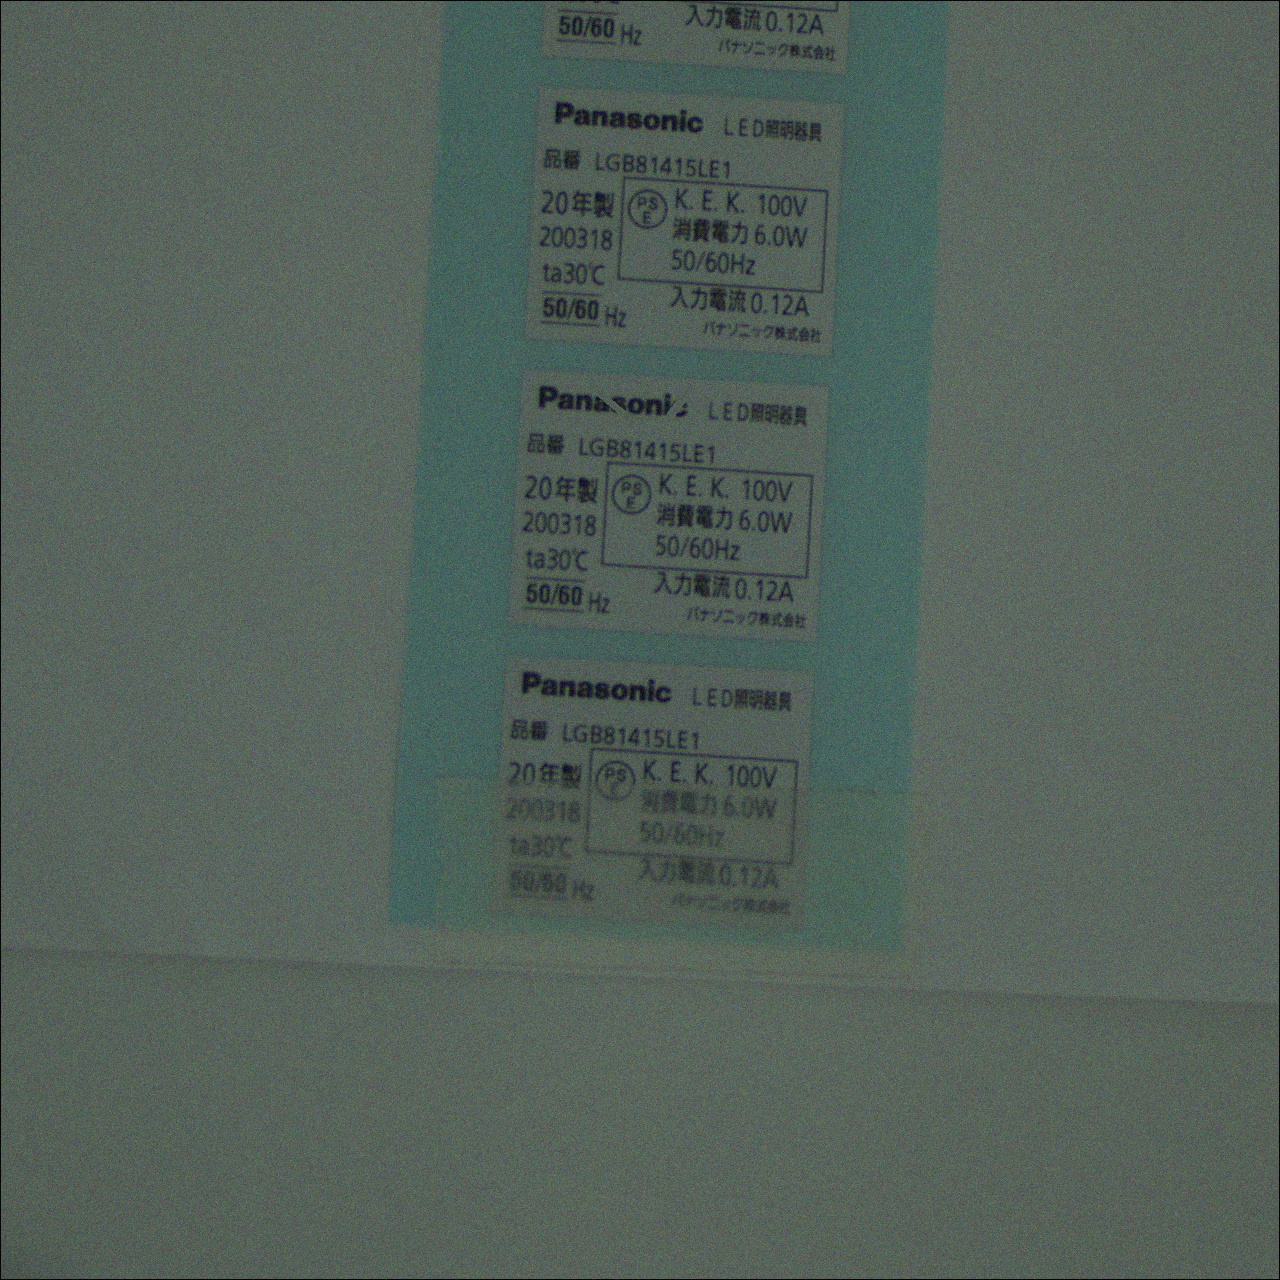 50/60 Hz 入力電流 0.12A
パナソニック株式会社
Panasonic LED照明器具
品番 LGB81415LE1
20年製 PS E K. E. K. 100V
200318 消費電力 6.0W
ta30℃ 50/60Hz
50/60 Hz 入力電流 0.12A
パナソニック株式会社
Panasonic LED照明器具
品番 LGB81415LE1
20年製 PS E K. E. K. 100V
200318 消費電力 6.0W
ta30℃ 50/60Hz
50/60 Hz 入力電流 0.12A
パナソニック株式会社
Panasonic LED照明器具
品番 LGB81415LE1
20年製 PS E K. E. K. 100V
200318 消費電力 6.0W
ta30℃ 50/60Hz
50/60 Hz 入力電流 0.12A
パナソニック株式会社